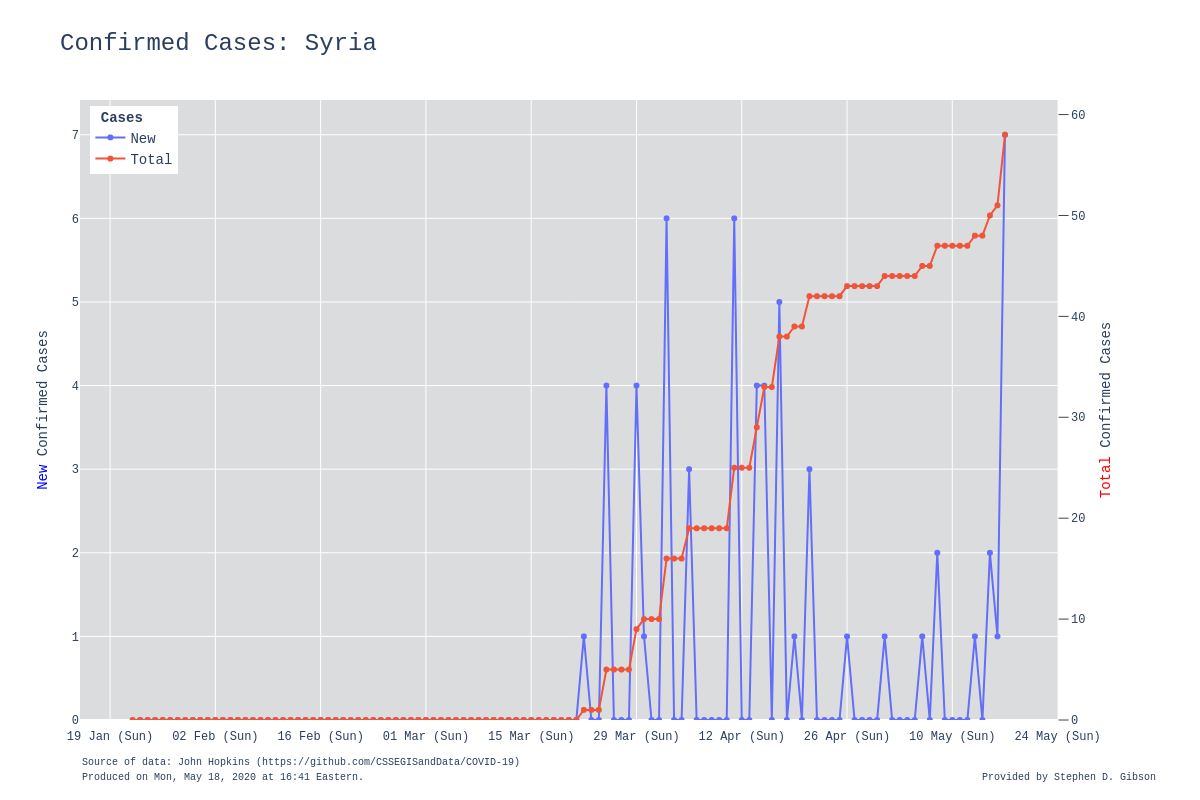 Confirmed Cases: Syria
Cases
New
Total
7
6
5
4
3
2
1
0
60
50
40
30
20
10
0
New Confirmed Cases
Total Confirmed Cases
19 Jan (Sun) 02 Feb (Sun) 16 Feb (Sun) 01 Mar (Sun) 15 Mar (Sun) 29 Mar (Sun) 12 Apr (Sun) 26 Apr (Sun) 10 May (Sun) 24 May (Sun)
Source of data: John Hopkins (https://github.com/CSSEGISandData/COVID-19)
Produced on Mon, May 18, 2020 at 16:41 Eastern.
Provided by Stephen D. Gibson